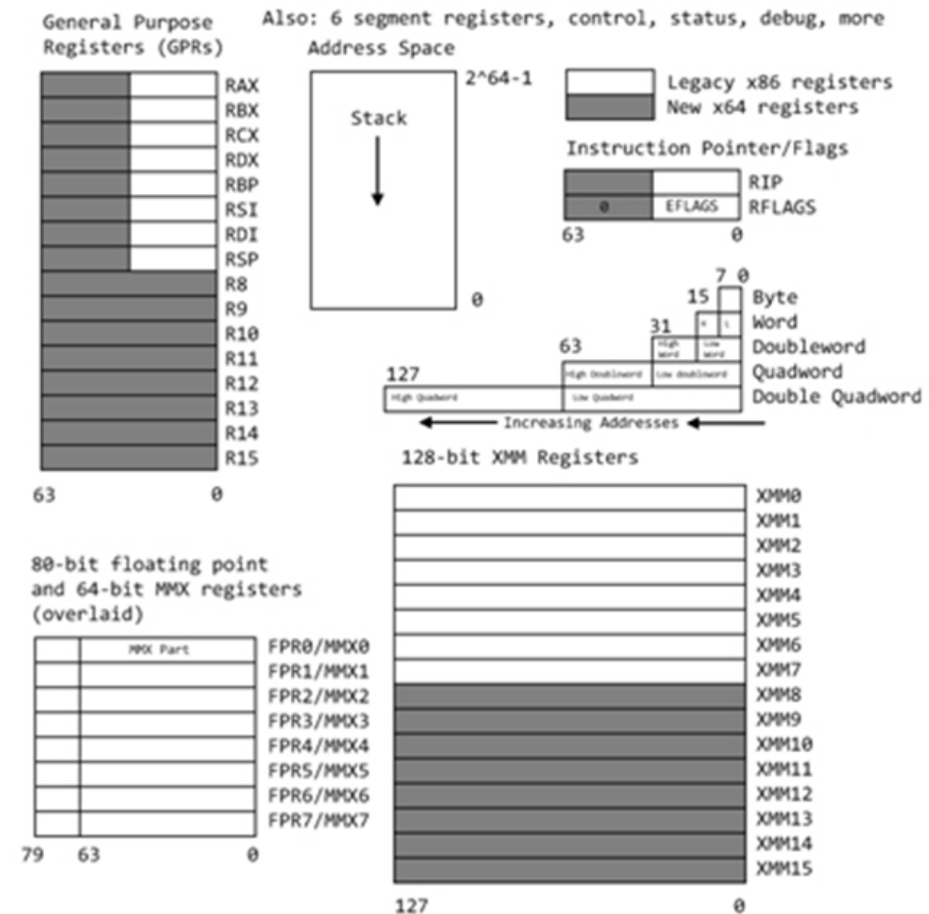 General Purpose
Registers (GPRs)
Also: 6 segment registers, control, status, debug, more
Address Space
RAX
RBX
RCX
RDX
RBP
RSI
RDI
RSP
R8
R9
R10
R11
R12
R13
R14
R15
63 0
2^64-1
Stack
0
Legacy x86 registers
New x64 registers
Instruction Pointer/Flags
RIP
0 EFLAGS RFLAGS
63 0
7 0
15 Byte
H L Word
31
High Word Low Word Doubleword
63
High Doubleword Low doubleword Quadword
127
High Quadword Low Quadword Double Quadword
Increasing Addresses
80-bit floating point
and 64-bit MMX registers
(overlaid)
MMX Part FPR0/MMX0
FPR1/MMX1
FPR2/MMX2
FPR3/MMX3
FPR4/MMX4
FPR5/MMX5
FPR6/MMX6
FPR7/MMX7
79 63 0
128-bit XMM Registers
XMM0
XMM1
XMM2
XMM3
XMM4
XMM5
XMM6
XMM7
XMM8
XMM9
XMM10
XMM11
XMM12
XMM13
XMM14
XMM15
127 0